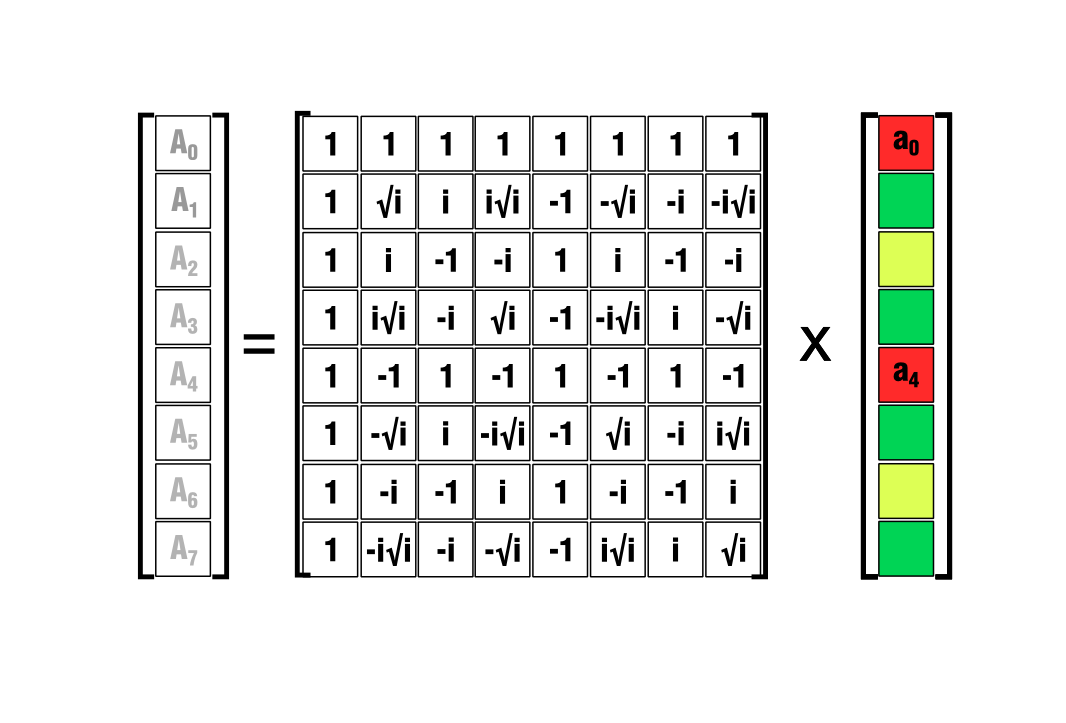 A0 1 1 1 1 1 1 1 1 a0
A1 1 √i i i√i -1 -√i -i -i√i
A2 1 i -1 -i 1 i -1 -i
A3 1 i√i -i √i -1 -i√i i -√i
= x
A4 1 -1 1 -1 1 -1 1 -1 a4
A5 1 -√i i -i√i -1 √i -i i√i
A6 1 -i -1 i 1 -i -1 i
A7 1 -i√i -i -√i -1 i√i i √i